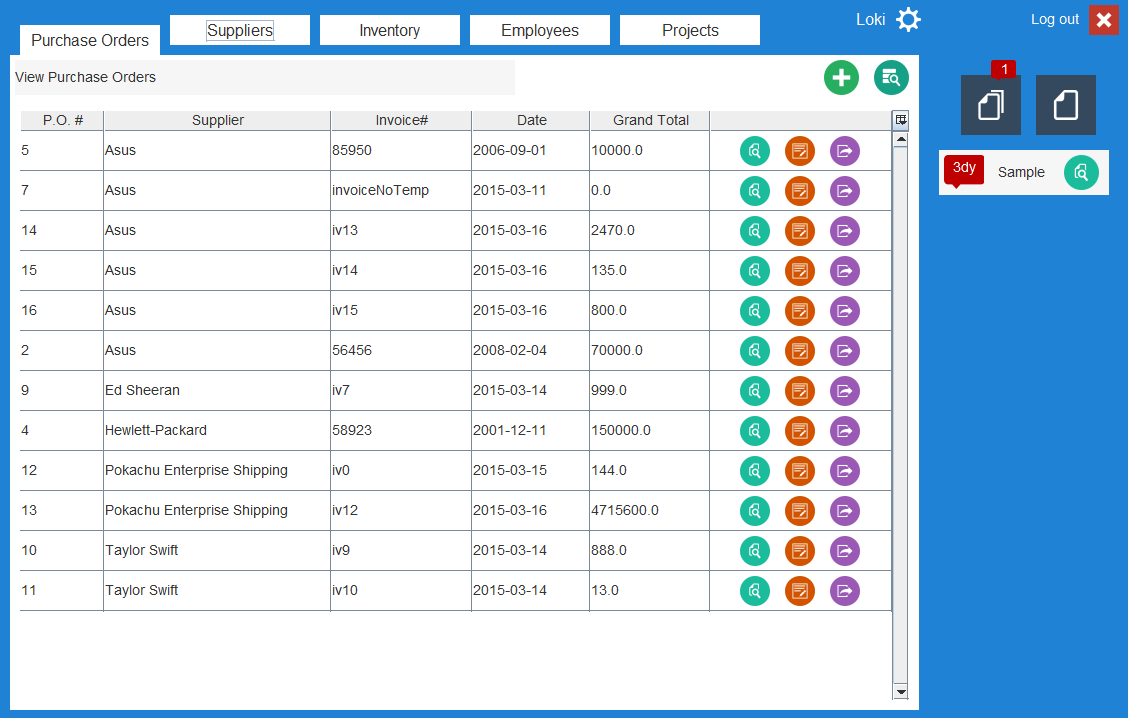 Purchase Orders Suppliers Inventory Employees Projects Loki Log out
View Purchase Orders
1
3dy Sample
P.O. # Supplier Invoice# Date Grand Total
5 Asus 85950 2006-09-01 10000.0
7 Asus invoiceNoTemp 2015-03-11 0.0
14 Asus iv13 2015-03-16 2470.0
15 Asus iv14 2015-03-16 135.0
16 Asus iv15 2015-03-16 800.0
2 Asus 56456 2008-02-04 70000.0
9 Ed Sheeran iv7 2015-03-14 999.0
4 Hewlett-Packard 58923 2001-12-11 150000.0
12 Pokachu Enterprise Shipping iv0 2015-03-15 144.0
13 Pokachu Enterprise Shipping iv12 2015-03-16 4715600.0
10 Taylor Swift iv9 2015-03-14 888.0
11 Taylor Swift iv10 2015-03-14 13.0